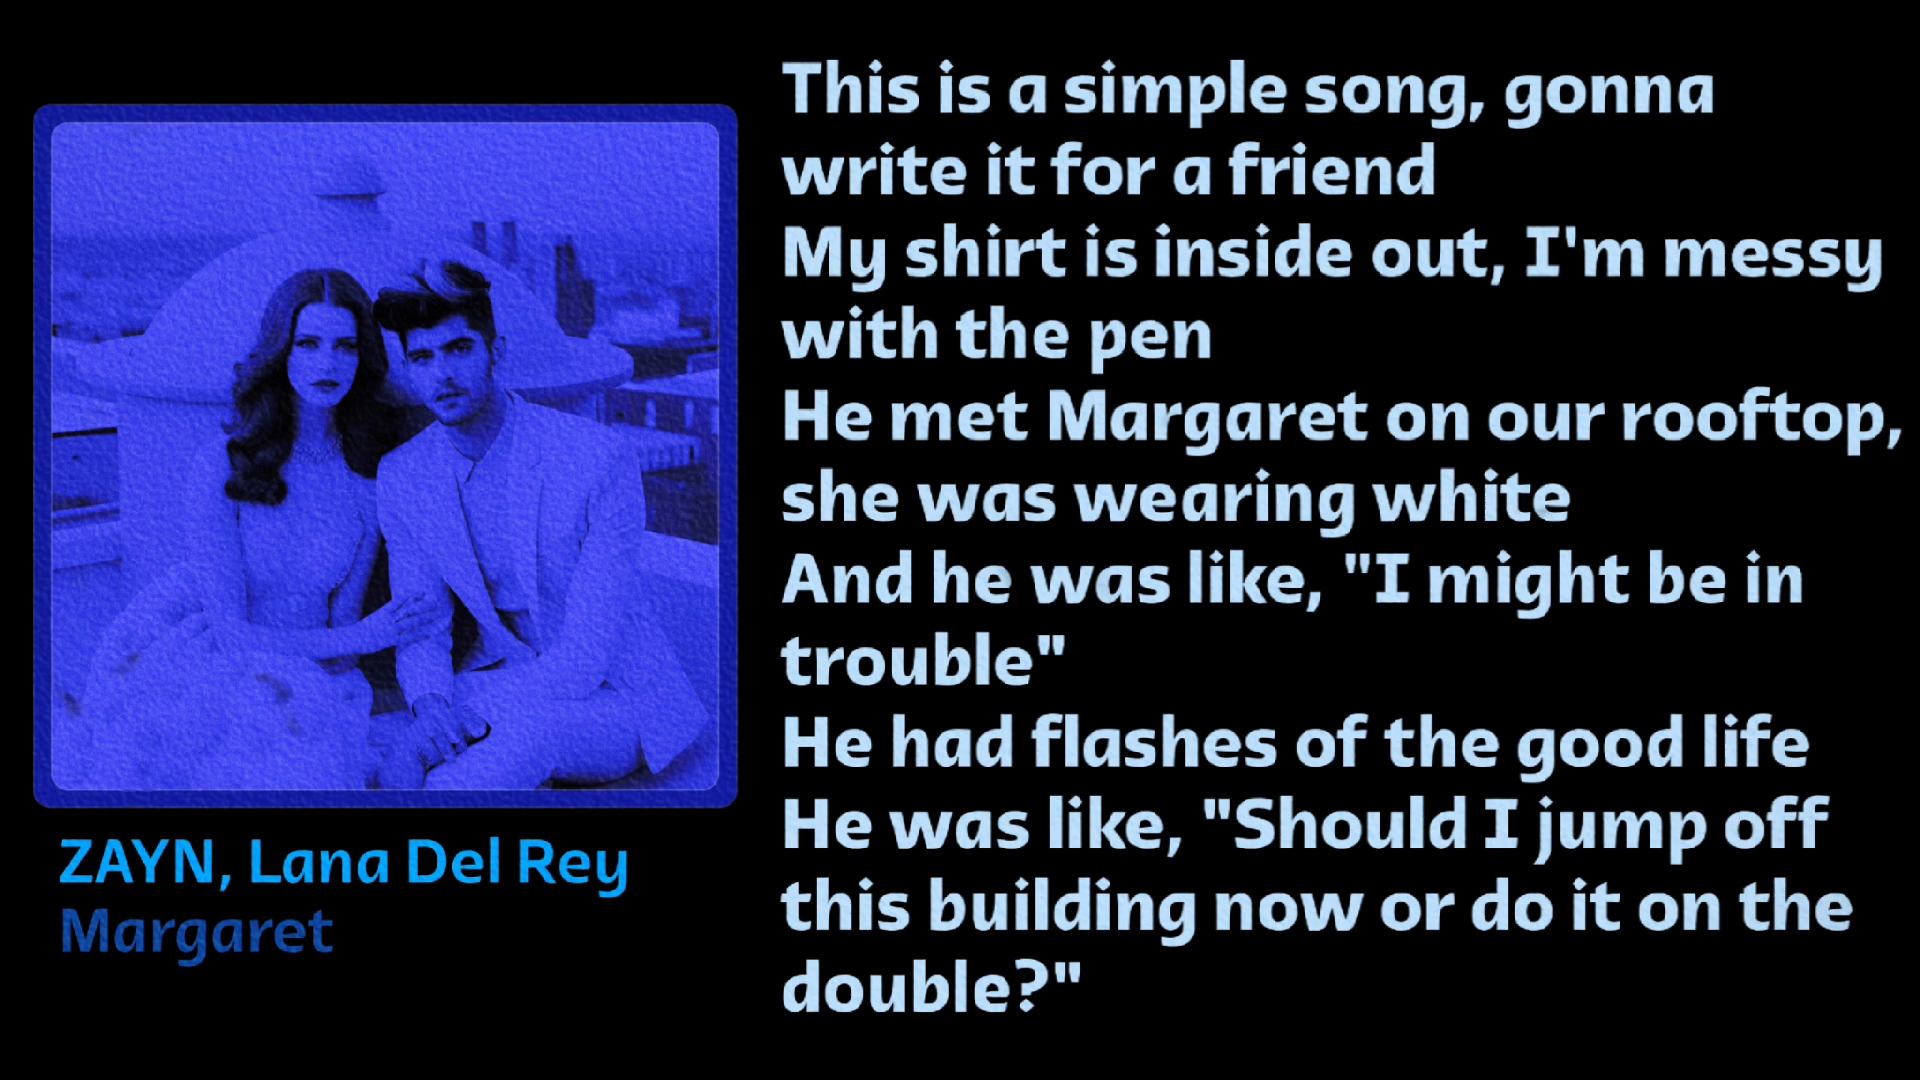 This is a simple song, gonna
write it for a friend
My shirt is inside out, I'm messy
with the pen
He met Margaret on our rooftop,
she was wearing white
And he was like, "I might be in
trouble"
He had flashes of the good life
He was like, "Should I jump off
this building now or do it on the
double?"
ZAYN, Lana Del Rey
Margaret